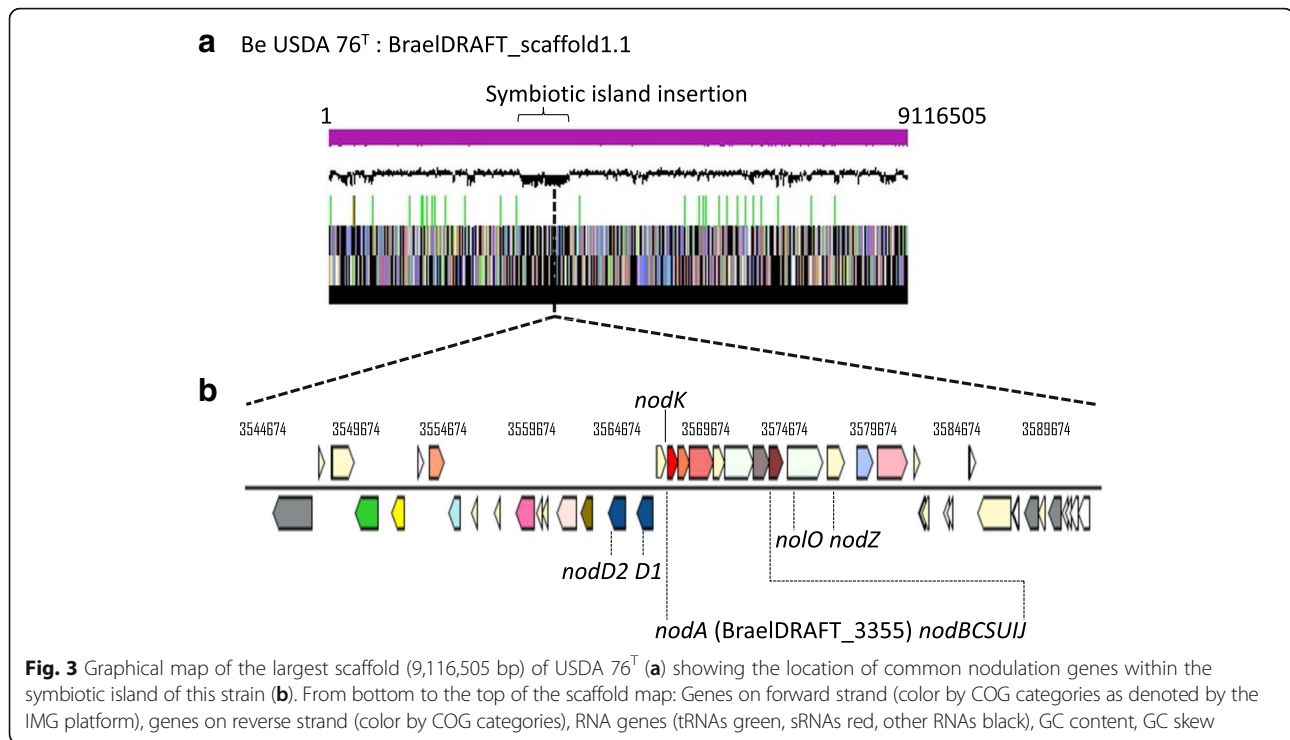 a Be USDA 76ᵀ : BraelDRAFT_scaffold1.1
Symbiotic island insertion
1 9116505
b
nodK
3544674 3549674 3554674 3559674 3564674 3569674 3574674 3579674 3584674 3589674
nolO nodZ
nodD2 D1
nodA (BraelDRAFT_3355) nodBCSUIJ
Fig. 3 Graphical map of the largest scaffold (9,116,505 bp) of USDA 76ᵀ (a) showing the location of common nodulation genes within the
symbiotic island of this strain (b). From bottom to the top of the scaffold map: Genes on forward strand (color by COG categories as denoted by the
IMG platform), genes on reverse strand (color by COG categories), RNA genes (tRNAs green, sRNAs red, other RNAs black), GC content, GC skew